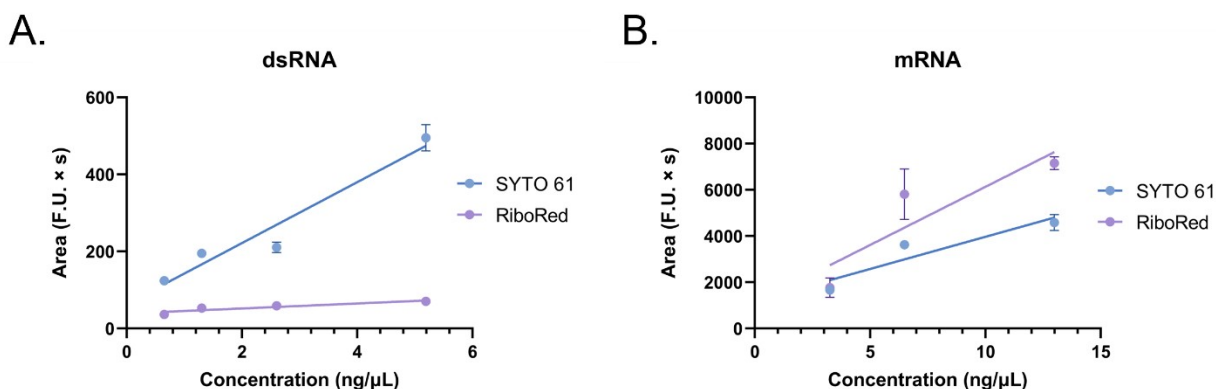 A.
dsRNA
Area (F.U. × s)
600
400
200
0
0 2 4 6
Concentration (ng/µL)
SYTO 61
RiboRed
B.
mRNA
Area (F.U. × s)
10000
8000
6000
4000
2000
0
0 5 10 15
Concentration (ng/µL)
SYTO 61
RiboRed